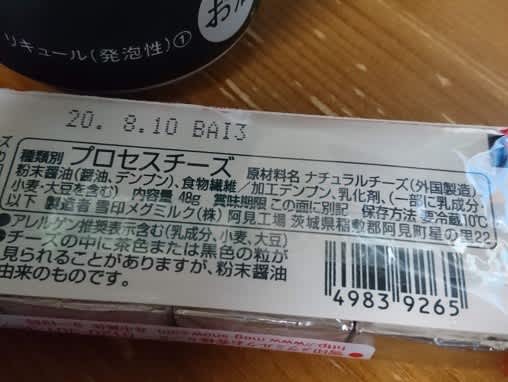 リキュール(発泡性)①
20. 8.10 BAI3
種類別 プロセスチーズ 原材料名 ナチュラルチーズ(外国製造)、
粉末醤油(醤油、デンプン)、食物繊維/加工デンプン、乳化剤、(一部に乳成分・
小麦・大豆を含む) 内容量 48g 賞味期限 この面に別記 保存方法 要冷蔵10℃
以下 製造者 雪印メグミルク(株) 阿見工場 茨城県稲敷郡阿見町星の里22
●アレルゲン推奨表示含む(乳成分、小麦、大豆)
●チーズの中に茶色または黒色の粒が
見られることがありますが、粉末醤油
由来のものです。
4983 9265
http://www.meg-snow.com